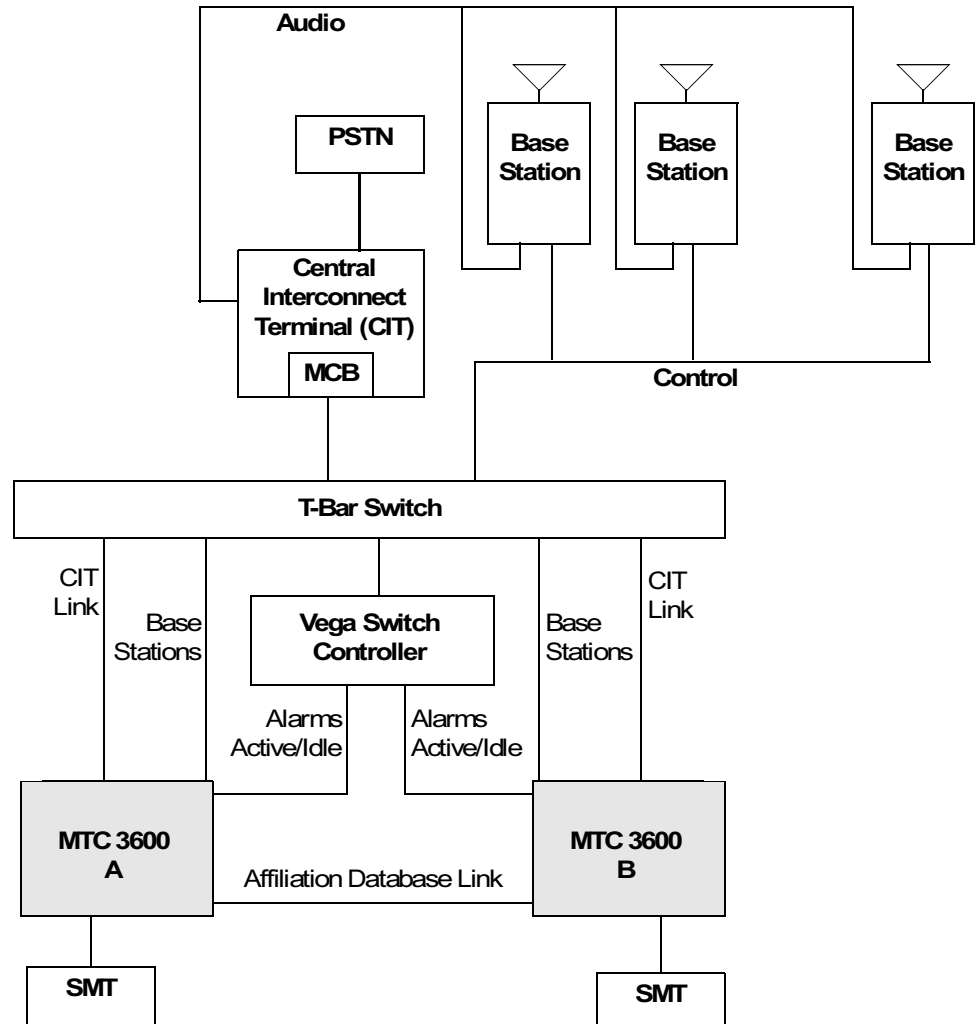 Audio
PSTN
Base
Station
Base
Station
Base
Station
Central
Interconnect
Terminal (CIT)
MCB
Control
T-Bar Switch
CIT
Link
Base
Stations
Vega Switch
Controller
Base
Stations
CIT
Link
Alarms
Active/Idle
Alarms
Active/Idle
MTC 3600
A
Affiliation Database Link
MTC 3600
B
SMT
SMT